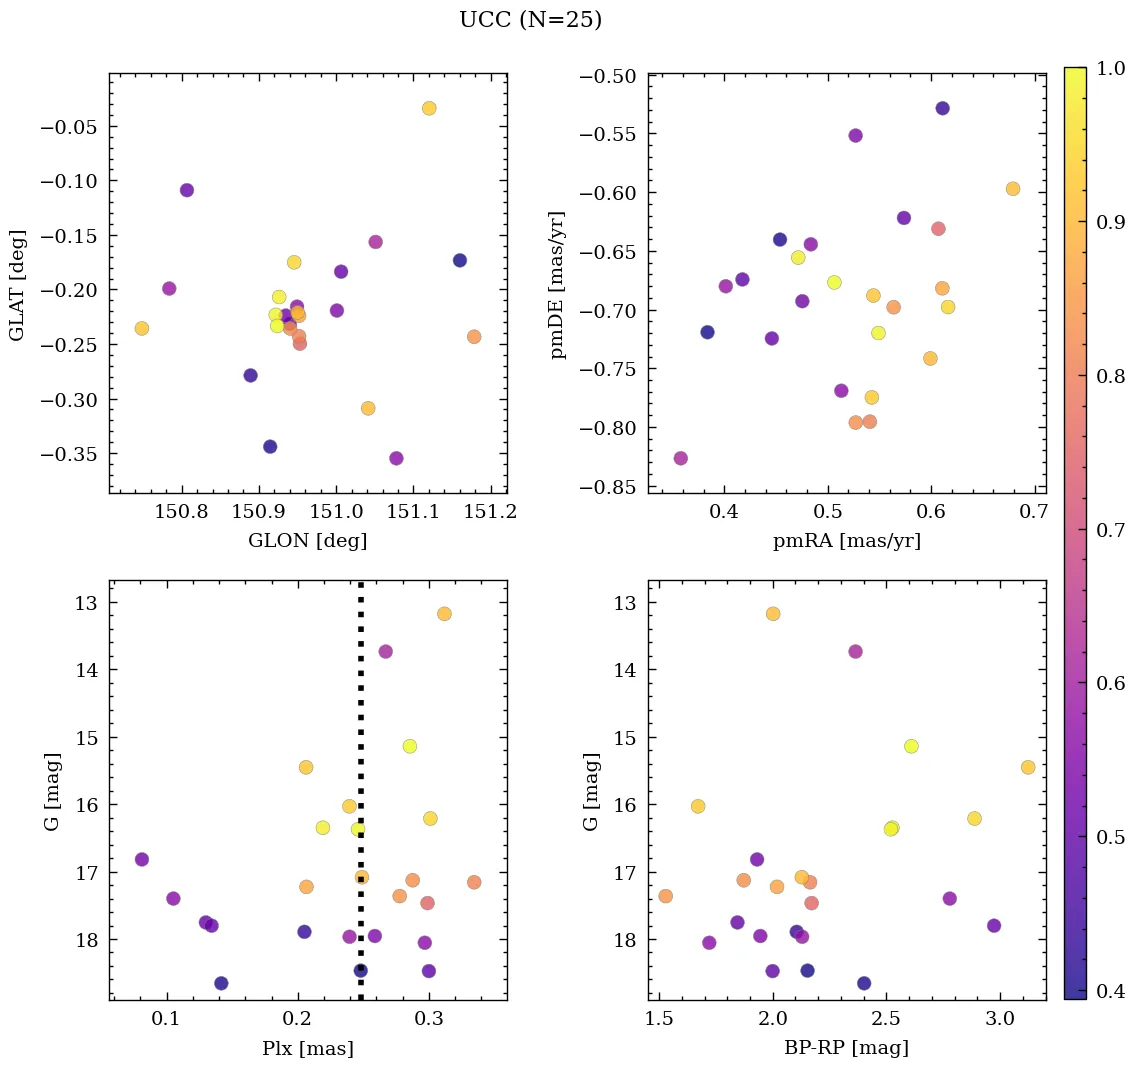 UCC (N=25)
−0.05
−0.10
−0.15
−0.20
−0.25
−0.30
−0.35
GLAT [deg]
150.8 150.9 151.0 151.1 151.2
GLON [deg]
−0.50
−0.55
−0.60
−0.65
−0.70
−0.75
−0.80
−0.85
pmDE [mas/yr]
0.4 0.5 0.6 0.7
pmRA [mas/yr]
13
14
15
16
17
18
G [mag]
0.1 0.2 0.3
Plx [mas]
13
14
15
16
17
18
G [mag]
1.5 2.0 2.5 3.0
BP-RP [mag]
1.0
0.9
0.8
0.7
0.6
0.5
0.4